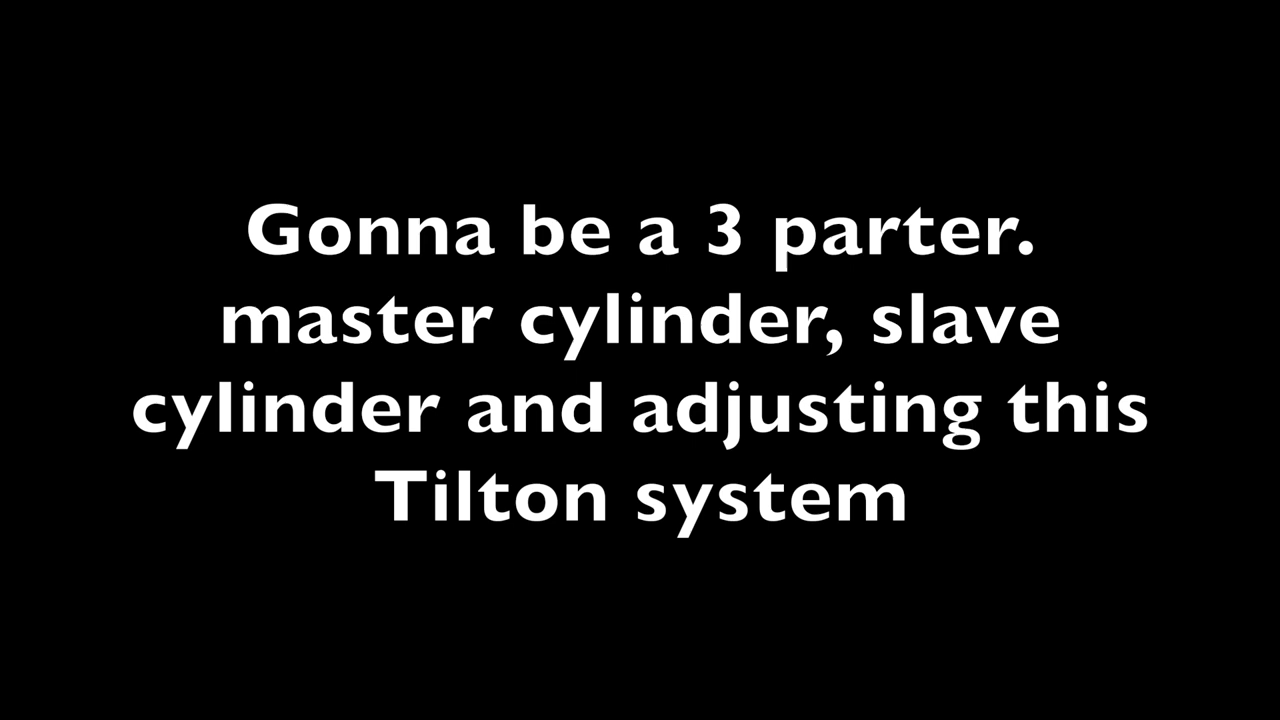 Gonna be a 3 parter.
master cylinder, slave
cylinder and adjusting this
Tilton system